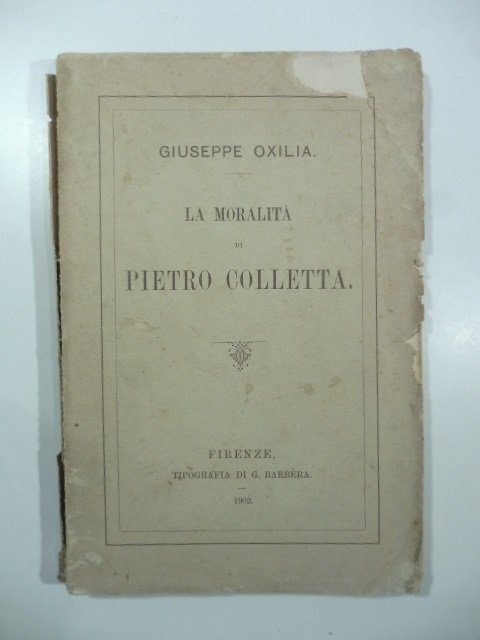 GIUSEPPE OXILIA.
LA MORALITÀ
DI
PIETRO COLLETTA.
FIRENZE,
TIPOGRAFIA DI G. BARBÈRA.
1902.